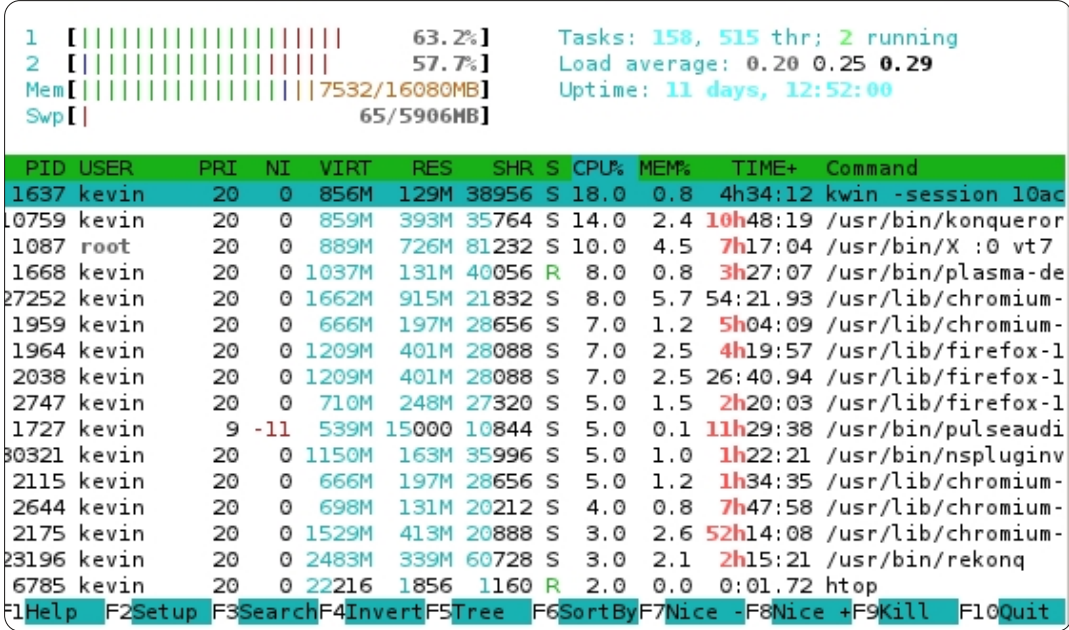 1 [||||||||||||||||||||| 63.2%] Tasks: 158, 515 thr; 2 running
2 [|||||||||||||||||||| 57.7%] Load average: 0.20 0.25 0.29
Mem[|||||||||||||||||||7532/16080MB] Uptime: 11 days, 12:52:00
Swp[| 65/5906MB]
PID USER PRI NI VIRT RES SHR S CPU% MEM% TIME+ Command
1637 kevin 20 0 856M 129M 38956 S 18.0 0.8 4h34:12 kwin -session 10ac
10759 kevin 20 0 859M 393M 35764 S 14.0 2.4 10h48:19 /usr/bin/konqueror
1087 root 20 0 889M 726M 81232 S 10.0 4.5 7h17:04 /usr/bin/X :0 vt7
1668 kevin 20 0 1037M 131M 40056 R 8.0 0.8 3h27:07 /usr/bin/plasma-de
27252 kevin 20 0 1662M 915M 21832 S 8.0 5.7 54:21.93 /usr/lib/chromium-
1959 kevin 20 0 666M 197M 28656 S 7.0 1.2 5h04:09 /usr/lib/chromium-
1964 kevin 20 0 1209M 401M 28088 S 7.0 2.5 4h19:57 /usr/lib/firefox-1
2038 kevin 20 0 1209M 401M 28088 S 7.0 2.5 26:40.94 /usr/lib/firefox-1
2747 kevin 20 0 710M 248M 27320 S 5.0 1.5 2h20:03 /usr/lib/firefox-1
1727 kevin 9 -11 539M 15000 10844 S 5.0 0.1 11h29:38 /usr/bin/pulseaudi
30321 kevin 20 0 1150M 163M 35996 S 5.0 1.0 1h22:21 /usr/bin/nspluginv
2115 kevin 20 0 666M 197M 28656 S 5.0 1.2 1h34:35 /usr/lib/chromium-
2644 kevin 20 0 698M 131M 20212 S 4.0 0.8 7h47:58 /usr/lib/chromium-
2175 kevin 20 0 1529M 413M 20888 S 3.0 2.6 52h14:08 /usr/lib/chromium-
23196 kevin 20 0 2483M 339M 60728 S 3.0 2.1 2h15:21 /usr/bin/rekonq
6785 kevin 20 0 22216 1856 1160 R 2.0 0.0 0:01.72 htop
F1Help F2Setup F3SearchF4InvertF5Tree F6SortByF7Nice -F8Nice +F9Kill F10Quit